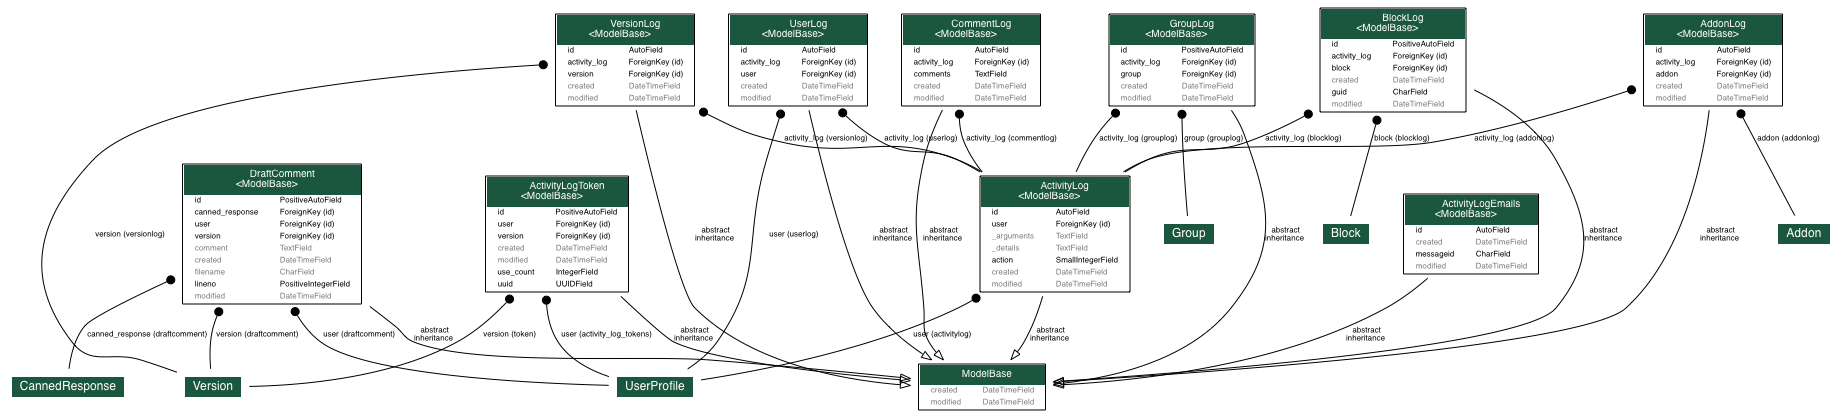 VersionLog
<ModelBase>
id AutoField
activity_log ForeignKey (id)
version ForeignKey (id)
created DateTimeField
modified DateTimeField
UserLog
<ModelBase>
id AutoField
activity_log ForeignKey (id)
user ForeignKey (id)
created DateTimeField
modified DateTimeField
CommentLog
<ModelBase>
id AutoField
activity_log ForeignKey (id)
comments TextField
created DateTimeField
modified DateTimeField
GroupLog
<ModelBase>
id PositiveAutoField
activity_log ForeignKey (id)
group ForeignKey (id)
created DateTimeField
modified DateTimeField
BlockLog
<ModelBase>
id PositiveAutoField
activity_log ForeignKey (id)
block ForeignKey (id)
created DateTimeField
guid CharField
modified DateTimeField
AddonLog
<ModelBase>
id AutoField
activity_log ForeignKey (id)
addon ForeignKey (id)
created DateTimeField
modified DateTimeField
activity_log (versionlog)
activity_log (userlog)
activity_log (commentlog)
activity_log (grouplog)
group (grouplog)
activity_log (blocklog)
block (blocklog)
activity_log (addonlog)
addon (addonlog)
DraftComment
<ModelBase>
id PositiveAutoField
canned_response ForeignKey (id)
user ForeignKey (id)
version ForeignKey (id)
comment TextField
created DateTimeField
filename CharField
lineno PositiveIntegerField
modified DateTimeField
ActivityLogToken
<ModelBase>
id PositiveAutoField
user ForeignKey (id)
version ForeignKey (id)
created DateTimeField
modified DateTimeField
use_count IntegerField
uuid UUIDField
ActivityLog
<ModelBase>
id AutoField
user ForeignKey (id)
_arguments TextField
_details TextField
action SmallIntegerField
created DateTimeField
modified DateTimeField
ActivityLogEmails
<ModelBase>
id AutoField
created DateTimeField
messageid CharField
modified DateTimeField
version (versionlog)
abstract
inheritance
user (userlog)
abstract
inheritance
abstract
inheritance
Group
abstract
inheritance
Block
abstract
inheritance
abstract
inheritance
Addon
canned_response (draftcomment)
version (draftcomment)
user (draftcomment)
abstract
inheritance
version (token)
user (activity_log_tokens)
abstract
inheritance
user (activitylog)
abstract
inheritance
abstract
inheritance
CannedResponse
Version
UserProfile
ModelBase
created DateTimeField
modified DateTimeField